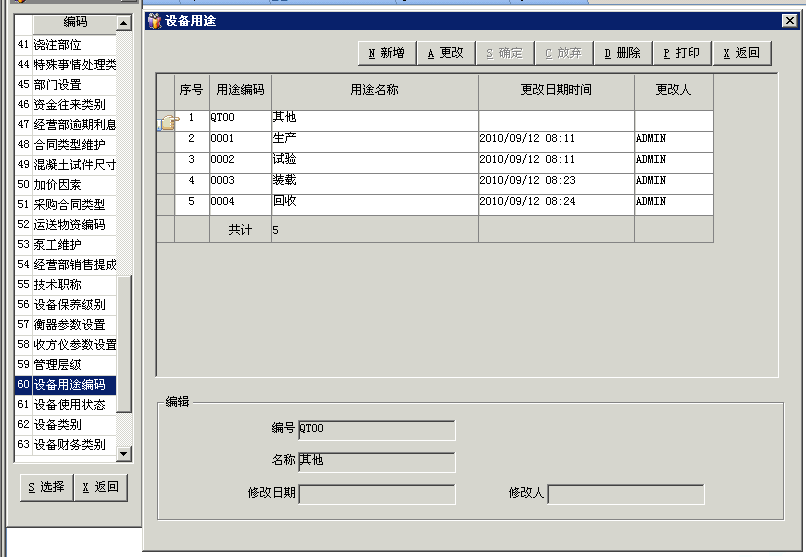 编码
41 浇注部位
44 特殊事情处理类
45 部门设置
46 资金往来类别
47 经营部逾期利息
48 合同类型维护
49 混凝土试件尺寸
50 加价因素
51 采购合同类型
52 运送物资编码
53 泵工维护
54 经营部销售提成
55 技术职称
56 设备保养级别
57 衡器参数设置
58 收方仪参数设置
59 管理层级
60 设备用途编码
61 设备使用状态
62 设备类别
63 设备财务类别
S 选择 X 返回
设备用途
N 新增 A 更改 S 确定 C 放弃 D 删除 P 打印 X 返回
序号 用途编码 用途名称 更改日期时间 更改人
1 QT00 其他
2 0001 生产 2010/09/12 08:11 ADMIN
3 0002 试验 2010/09/12 08:11 ADMIN
4 0003 装载 2010/09/12 08:23 ADMIN
5 0004 回收 2010/09/12 08:24 ADMIN
共计 5
编辑
编号 QT00
名称 其他
修改日期 修改人